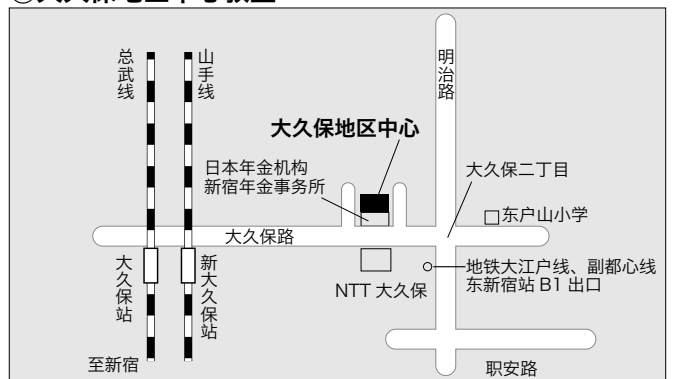 总武线
山手线
明治路
大久保地区中心
日本年金机构
新宿年金事务所
大久保二丁目
东户山小学
大久保路
大久保站
新大久保站
NTT 大久保
地铁大江户线、副都心线
东新宿站 B1 出口
至新宿
职安路